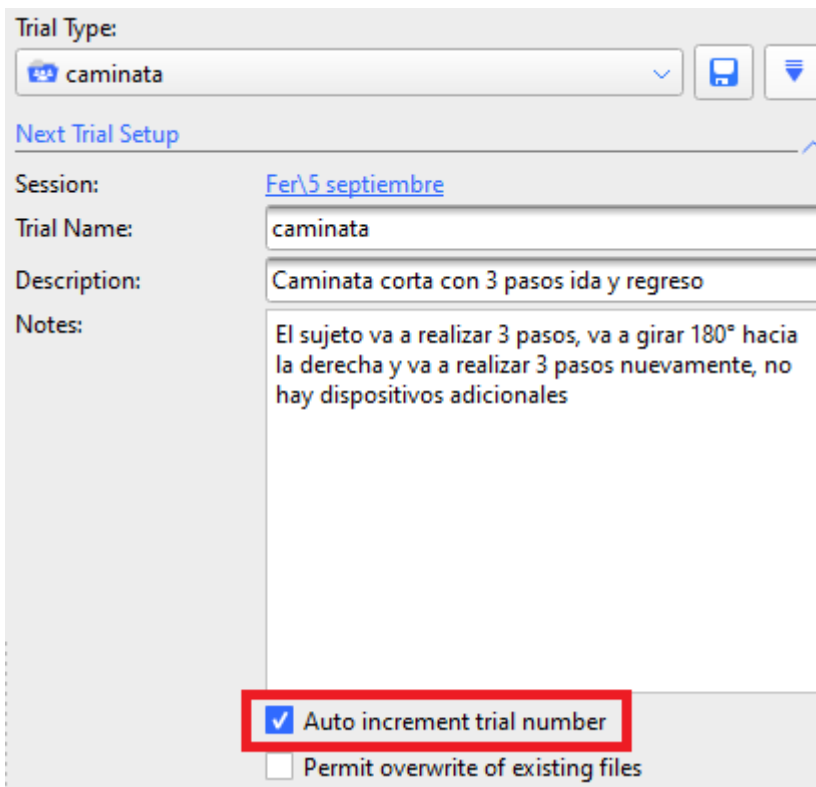 Trial Type:
caminata
Next Trial Setup
Session: Fer\5 septiembre
Trial Name: caminata
Description: Caminata corta con 3 pasos ida y regreso
Notes: El sujeto va a realizar 3 pasos, va a girar 180° hacia
la derecha y va a realizar 3 pasos nuevamente, no
hay dispositivos adicionales
Auto increment trial number
Permit overwrite of existing files